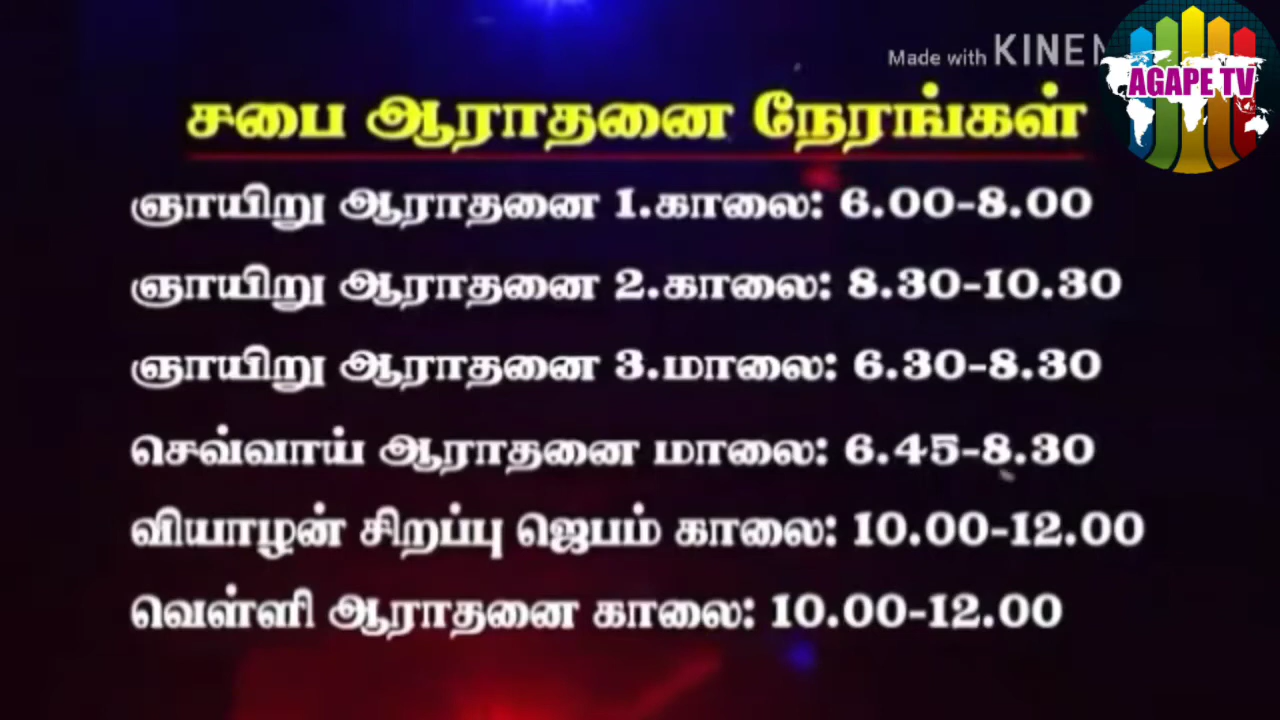 Made with KINEM
AGAPE TV
சபை ஆராதனை நேரங்கள்
ஞாயிறு ஆராதனை 1.காலை: 6.00-8.00
ஞாயிறு ஆராதனை 2.காலை: 8.30-10.30
ஞாயிறு ஆராதனை 3.மாலை: 6.30-8.30
செவ்வாய் ஆராதனை மாலை: 6.45-8.30
வியாழன் சிறப்பு ஜெபம் காலை: 10.00-12.00
வெள்ளி ஆராதனை காலை: 10.00-12.00